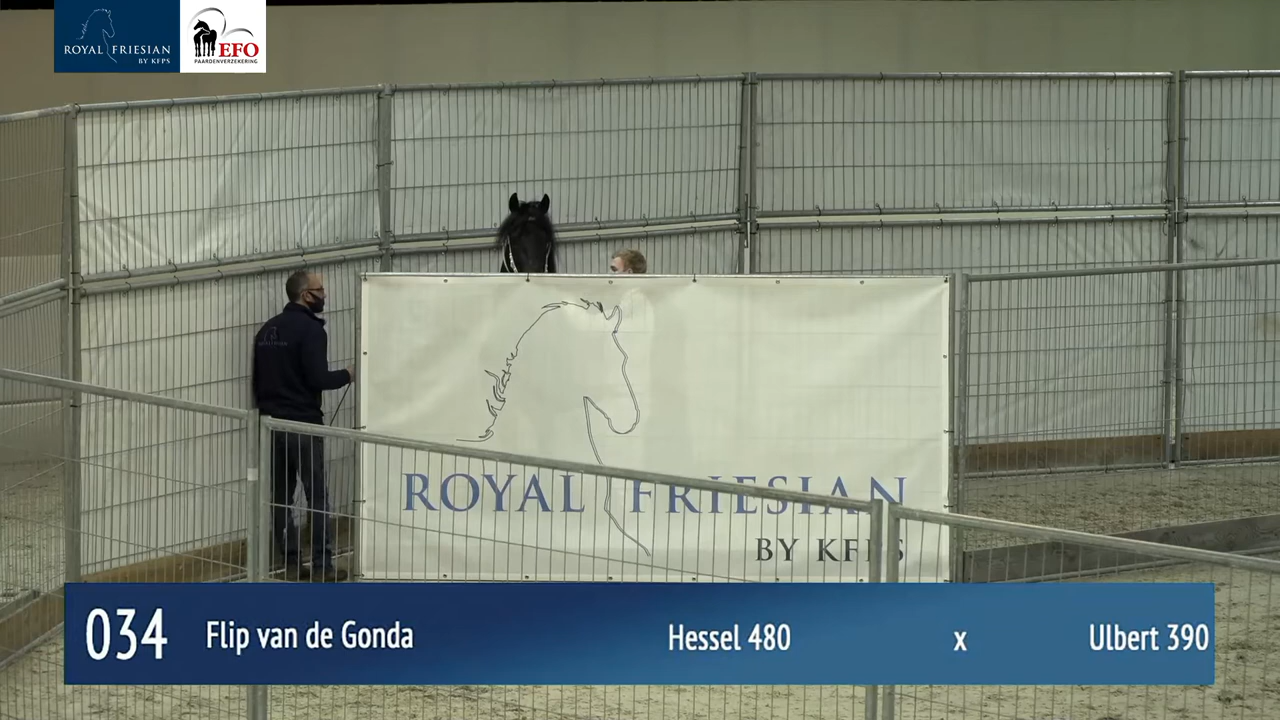 ROYAL FRIESIAN
BY KFPS
EFO
PAARDENVERZEKERING
ROYAL FRIESIAN
BY KFPS
034 Flip van de Gonda Hessel 480 x Ulbert 390